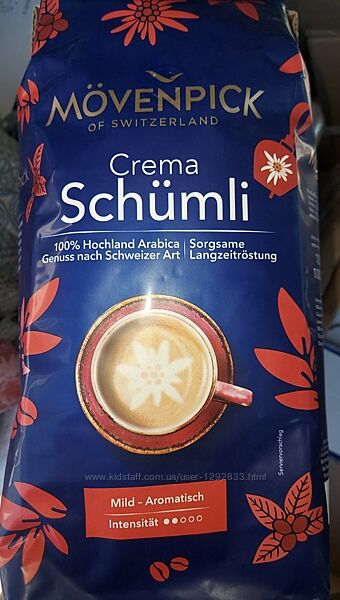 MÖVENPICK
OF SWITZERLAND
Crema
Schümli
100% Hochland Arabica | Sorgsame
Genuss nach Schweizer Art | Langzeitröstung
www.kidstaff.com.ua/user-1292833.html
Serviervorschlag
Mild – Aromatisch
Intensität